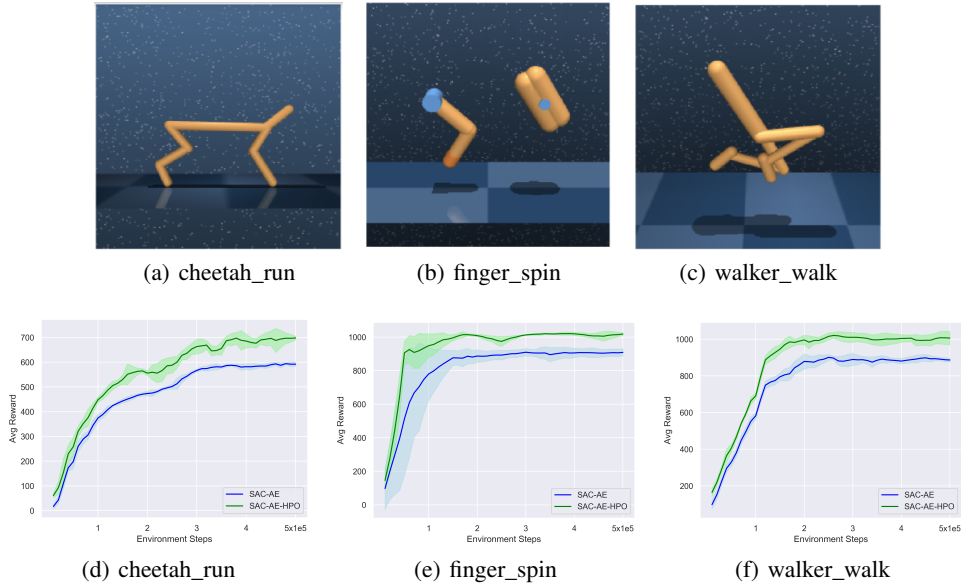 (a) cheetah_run
(b) finger_spin
(c) walker_walk
700
600
500
400
300
200
100
0
Avg Reward
1
2
3
4
5x1e5
Environment Steps
SAC-AE
SAC-AE-HPO
(d) cheetah_run
1000
800
600
400
200
0
Avg Reward
1
2
3
4
5x1e5
Environment Steps
SAC-AE
SAC-AE-HPO
(e) finger_spin
1000
800
600
400
200
Avg Reward
1
2
3
4
5x1e5
Environment Steps
SAC-AE
SAC-AE-HPO
(f) walker_walk